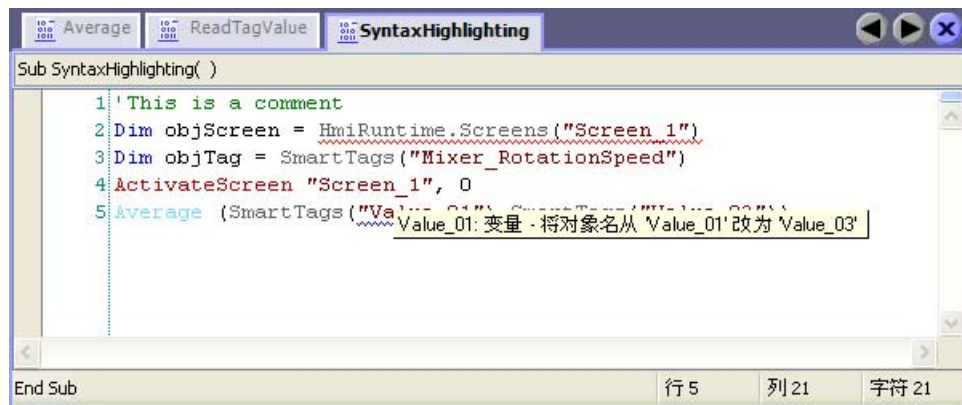 Average ReadTagValue SyntaxHighlighting
Sub SyntaxHighlighting( )
1 'This is a comment
2 Dim objScreen = HmiRuntime.Screens("Screen_1")
3 Dim objTag = SmartTags("Mixer_RotationSpeed")
4 ActivateScreen "Screen_1", 0
5 Average (SmartTags("Va
Value_01: 变量 - 将对象名从 'Value_01' 改为 'Value_03'
End Sub 行 5 列 21 字符 21